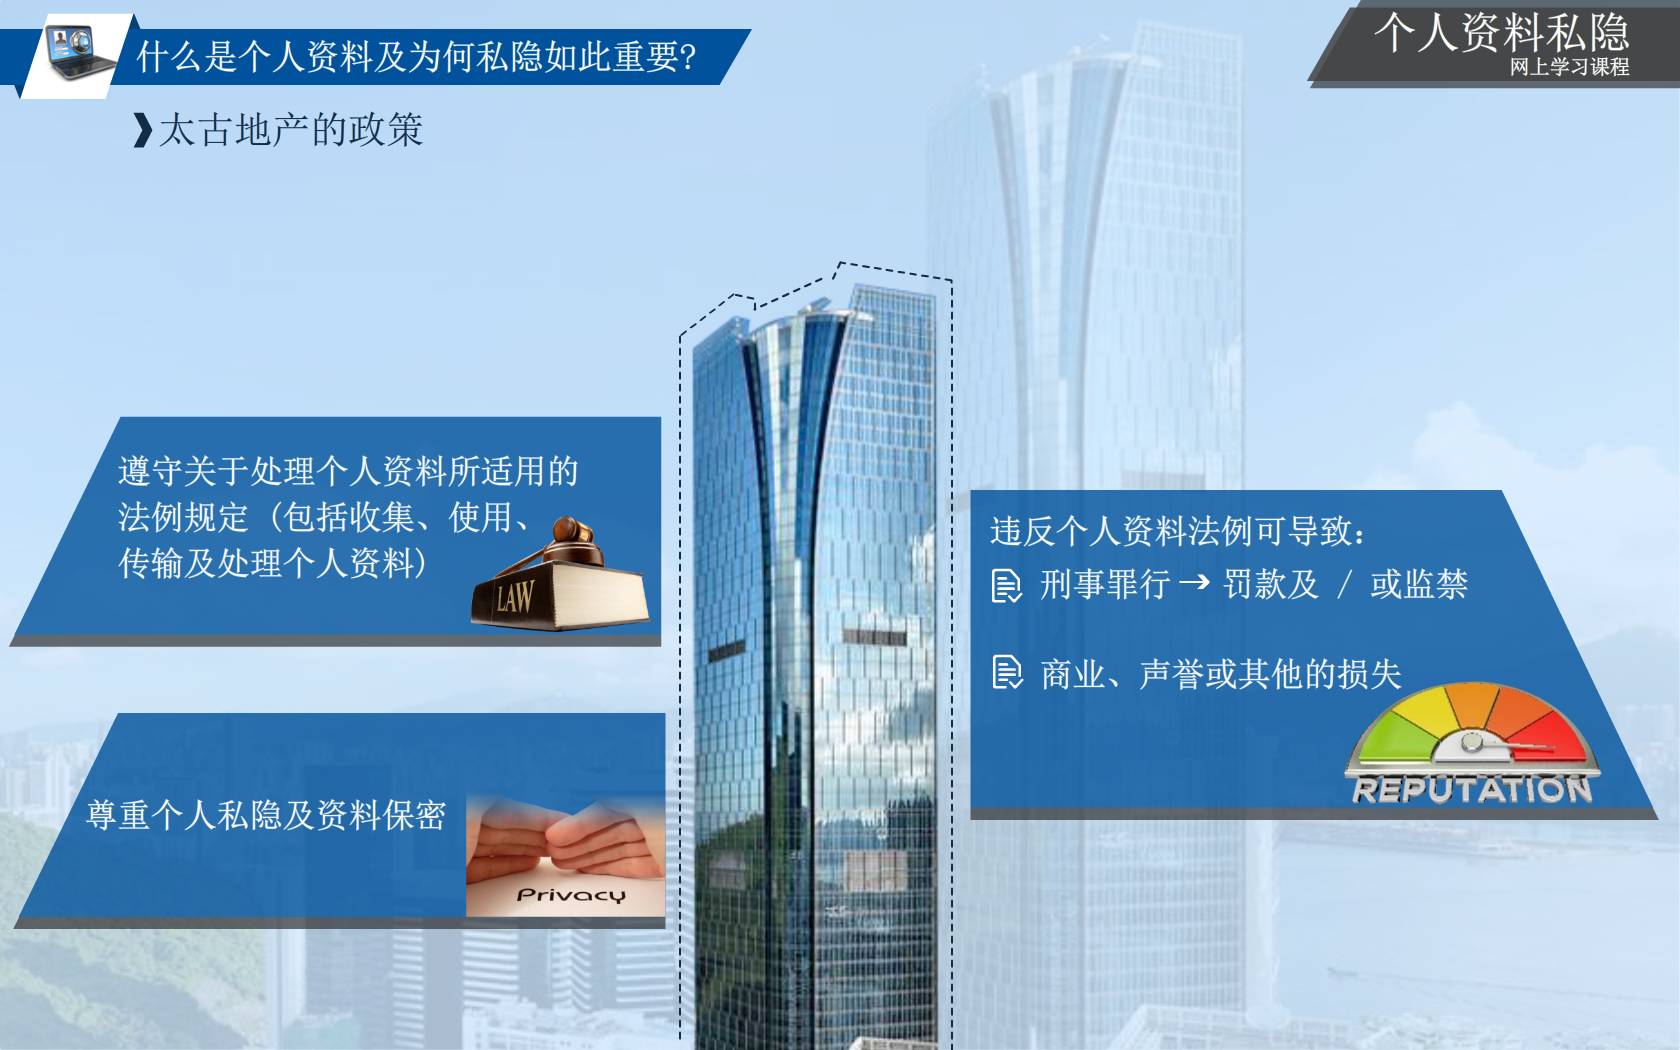 什么是个人资料及为何私隐如此重要?
个人资料私隐
网上学习课程
太古地产的政策
遵守关于处理个人资料所适用的
法例规定 (包括收集、使用、
传输及处理个人资料)
LAW
尊重个人私隐及资料保密
Privacy
违反个人资料法例可导致:
刑事罪行→罚款及 / 或监禁
商业、声誉或其他的损失
REPUTATION